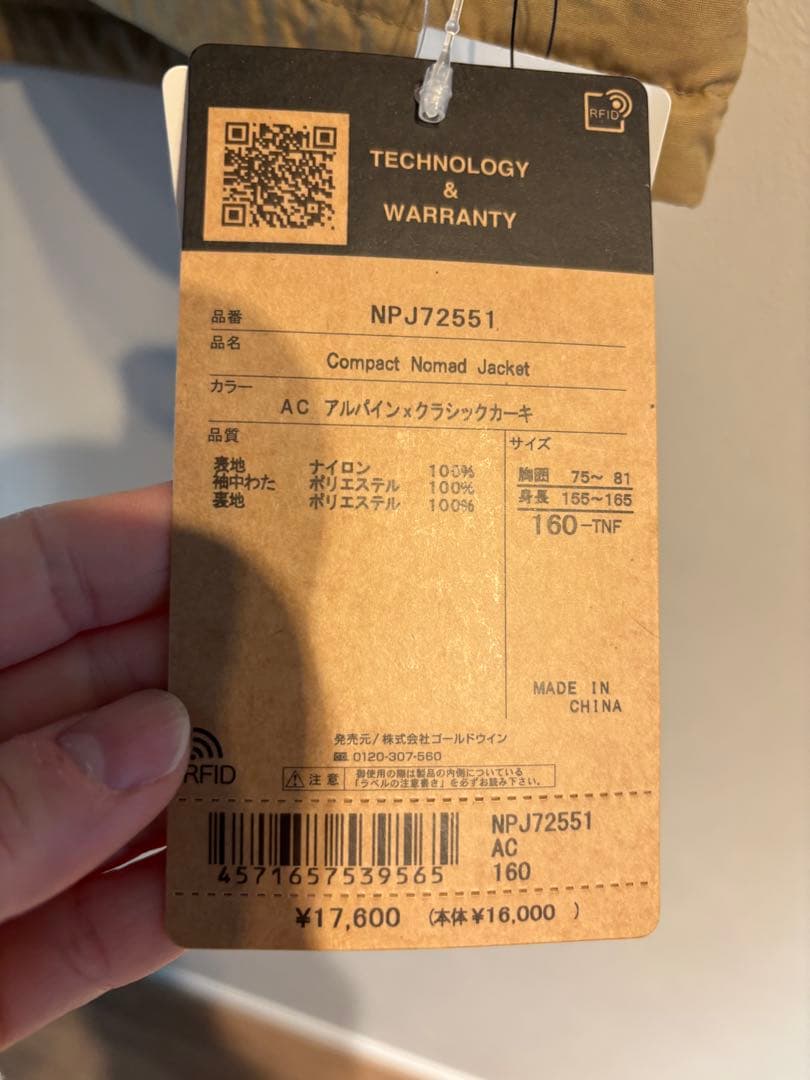 RFID
TECHNOLOGY
&
WARRANTY
品番 NPJ72551
品名
Compact Nomad Jacket
カラー
AC アルパインxクラシックカーキ
品質
表地 ナイロン 100%
袖中わた ポリエステル 100%
裏地 ポリエステル 100%
サイズ
胸囲 75〜 81
身長 155〜165
160-TNF
MADE IN
CHINA
発売元/株式会社ゴールドウイン
0120-307-560
RFID
注意
御使用の際は製品の内側についている
「ラベルの注意書き」を必ずお読み下さい。
4571657539565
NPJ72551
AC
160
¥17,600 (本体¥16,000 )